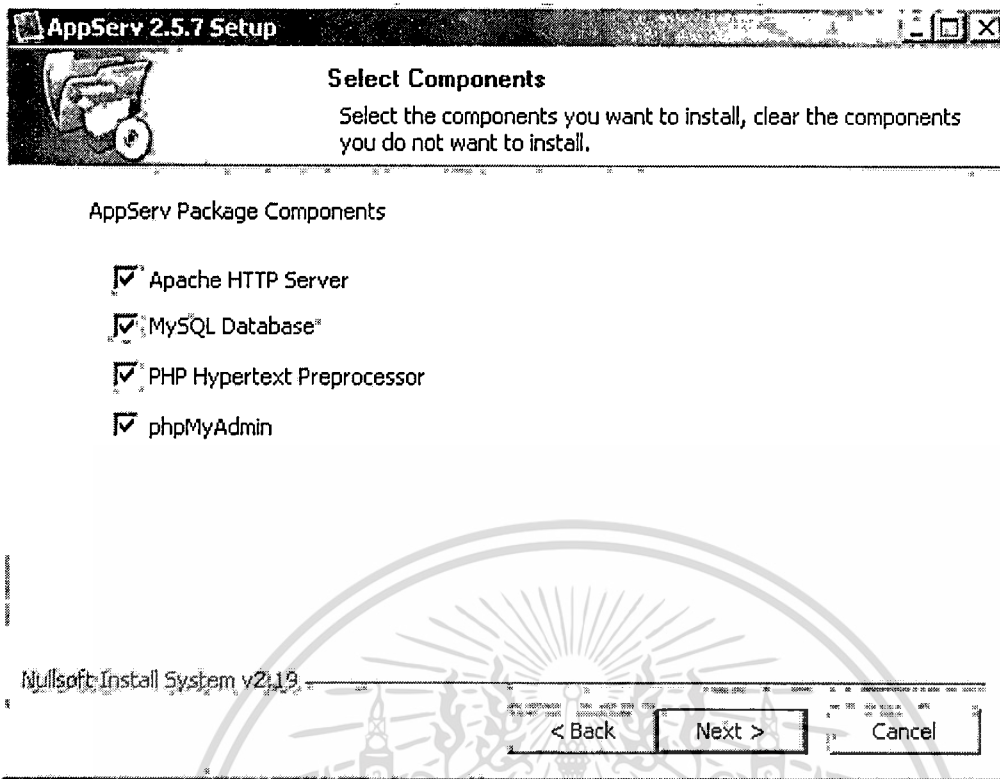 AppServ 2.5.7 Setup
Select Components
Select the components you want to install, clear the components
you do not want to install.
AppServ Package Components
Apache HTTP Server
MySQL Database
PHP Hypertext Preprocessor
phpMyAdmin
Nullsoft Install System v2.19
< Back
Next >
Cancel